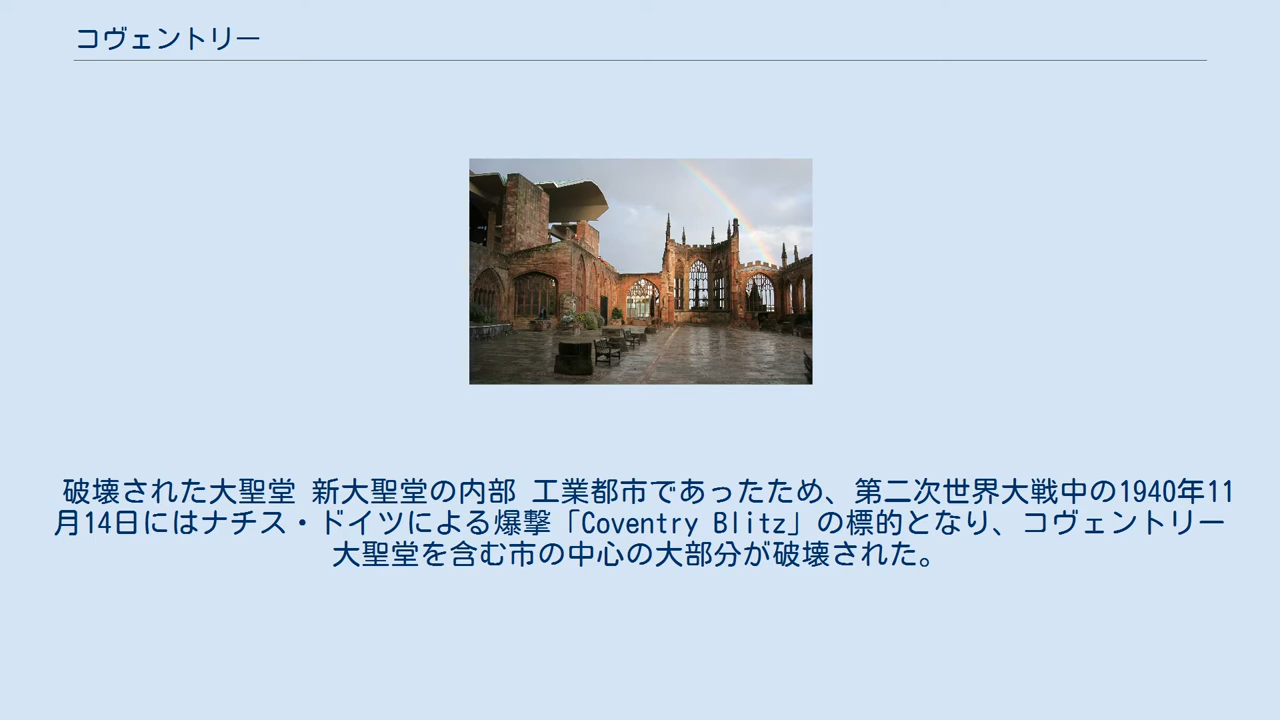 コヴェントリー
破壊された大聖堂 新大聖堂の内部 工業都市であったため、第二次世界大戦中の1940年11
月14日にはナチス・ドイツによる爆撃「Coventry Blitz」の標的となり、コヴェントリー
大聖堂を含む市の中心の大部分が破壊された。